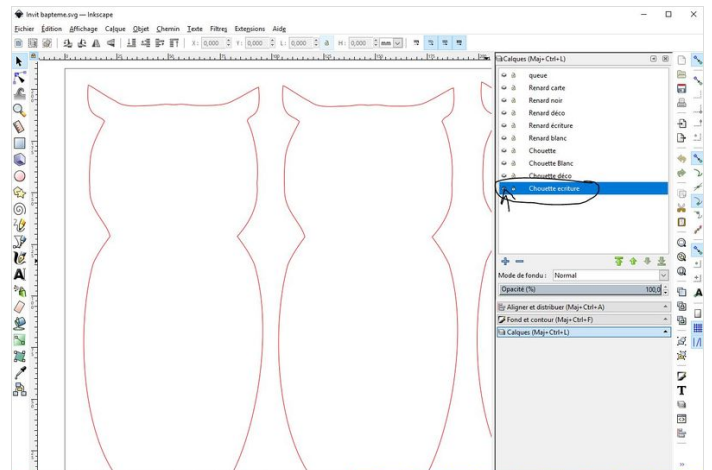 Invit bapteme.svg — Inkscape
Fichier Édition Affichage Calque Objet Chemin Texte Filtres Extensions Aide
X: 0,000 Y: 0,000 L: 0,000 H: 0,000 mm
Calques (Maj+Ctrl+L)
queue
Renard carte
Renard noir
Renard déco
Renard écriture
Renard blanc
Chouette
Chouette Blanc
Chouette déco
Chouette ecriture
Mode de fondu : Normal
Opacité (%) 100,0
Aligner et distribuer (Maj+Ctrl+A)
Fond et contour (Maj+Ctrl+F)
Calques (Maj+Ctrl+L)